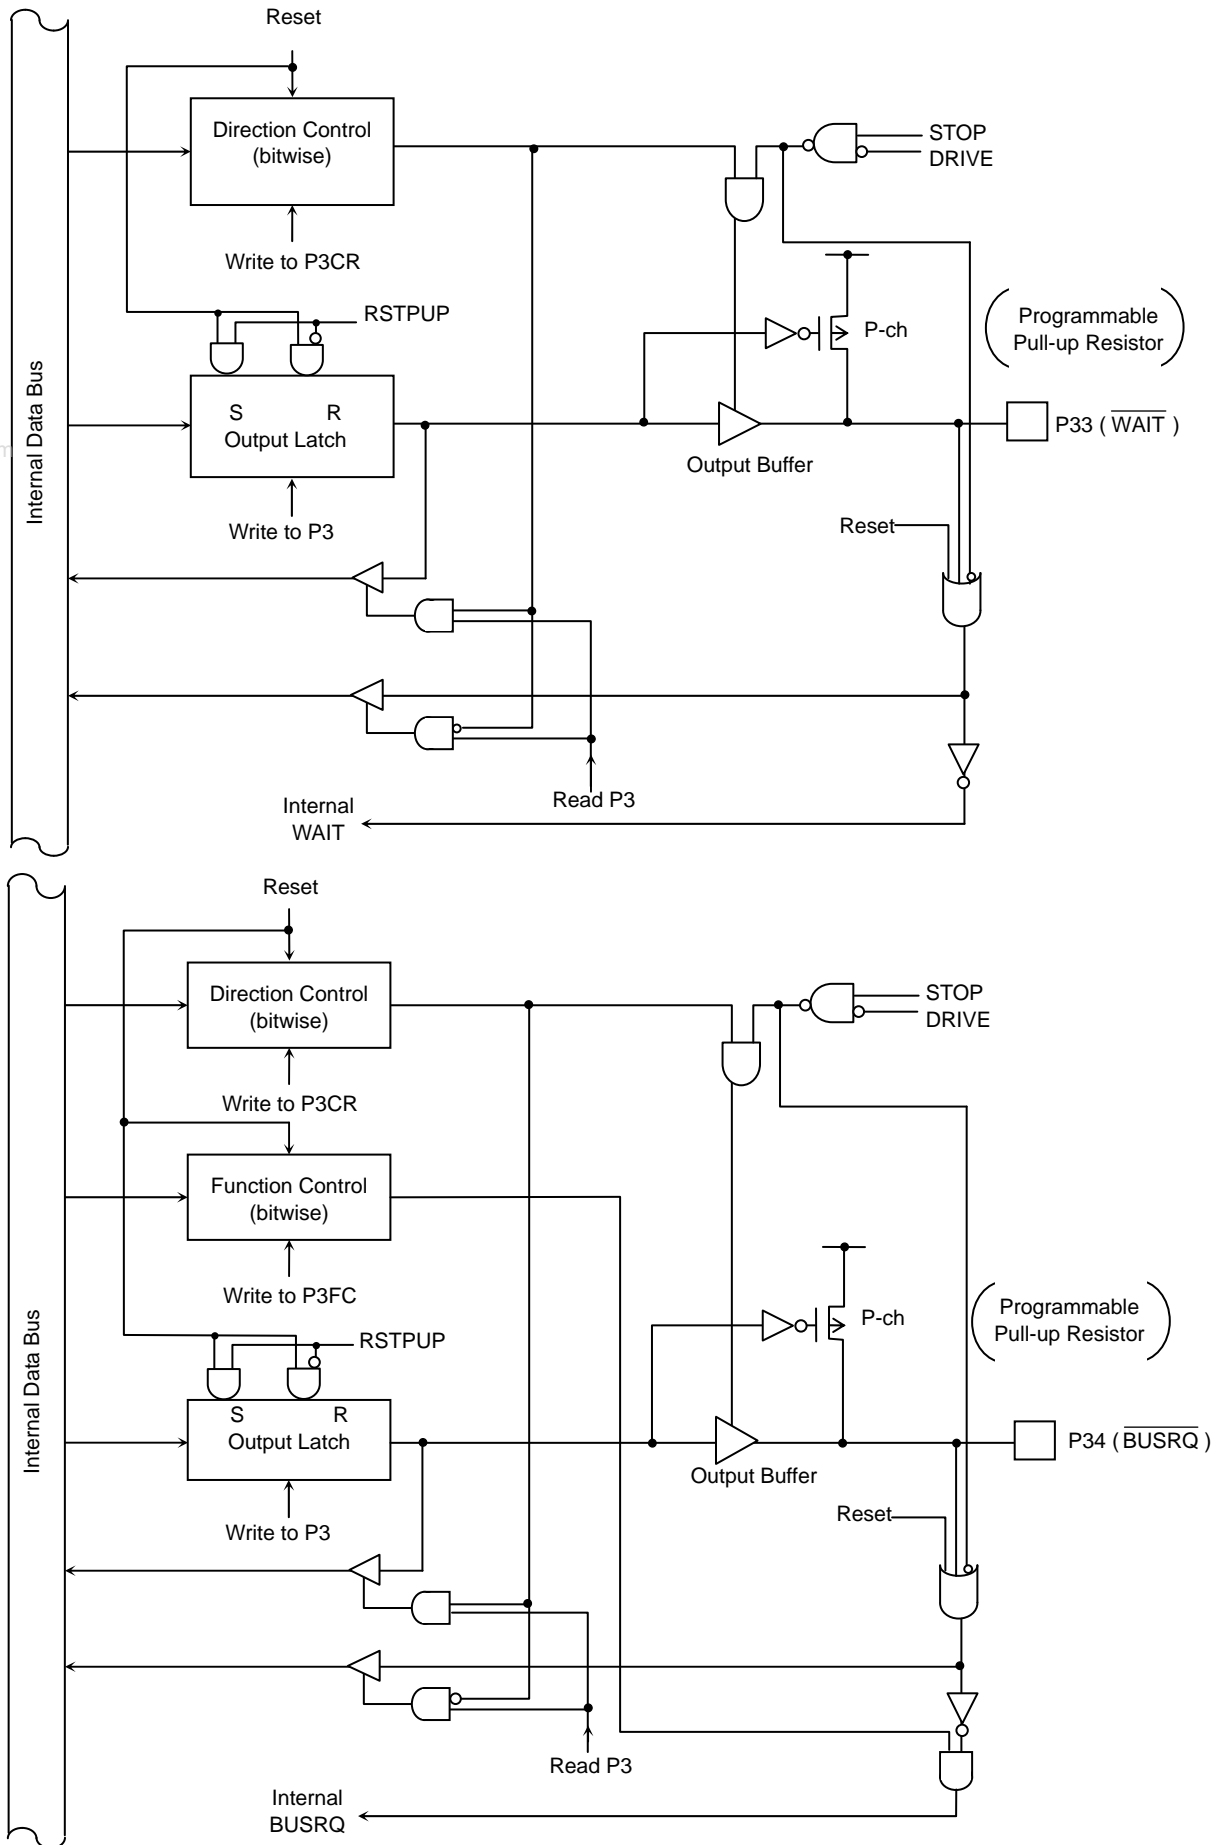 Reset
Direction Control
(bitwise)
STOP
DRIVE
Write to P3CR
RSTPUP
P-ch
Programmable
Pull-up Resistor
Internal Data Bus
S R
Output Latch
P33 ( WAIT )
Output Buffer
Write to P3
Reset
Read P3
Internal
WAIT
Reset
Direction Control
(bitwise)
STOP
DRIVE
Write to P3CR
Function Control
(bitwise)
Write to P3FC
RSTPUP
P-ch
Programmable
Pull-up Resistor
Internal Data Bus
S R
Output Latch
P34 ( BUSRQ )
Output Buffer
Write to P3
Reset
Read P3
Internal
BUSRQ